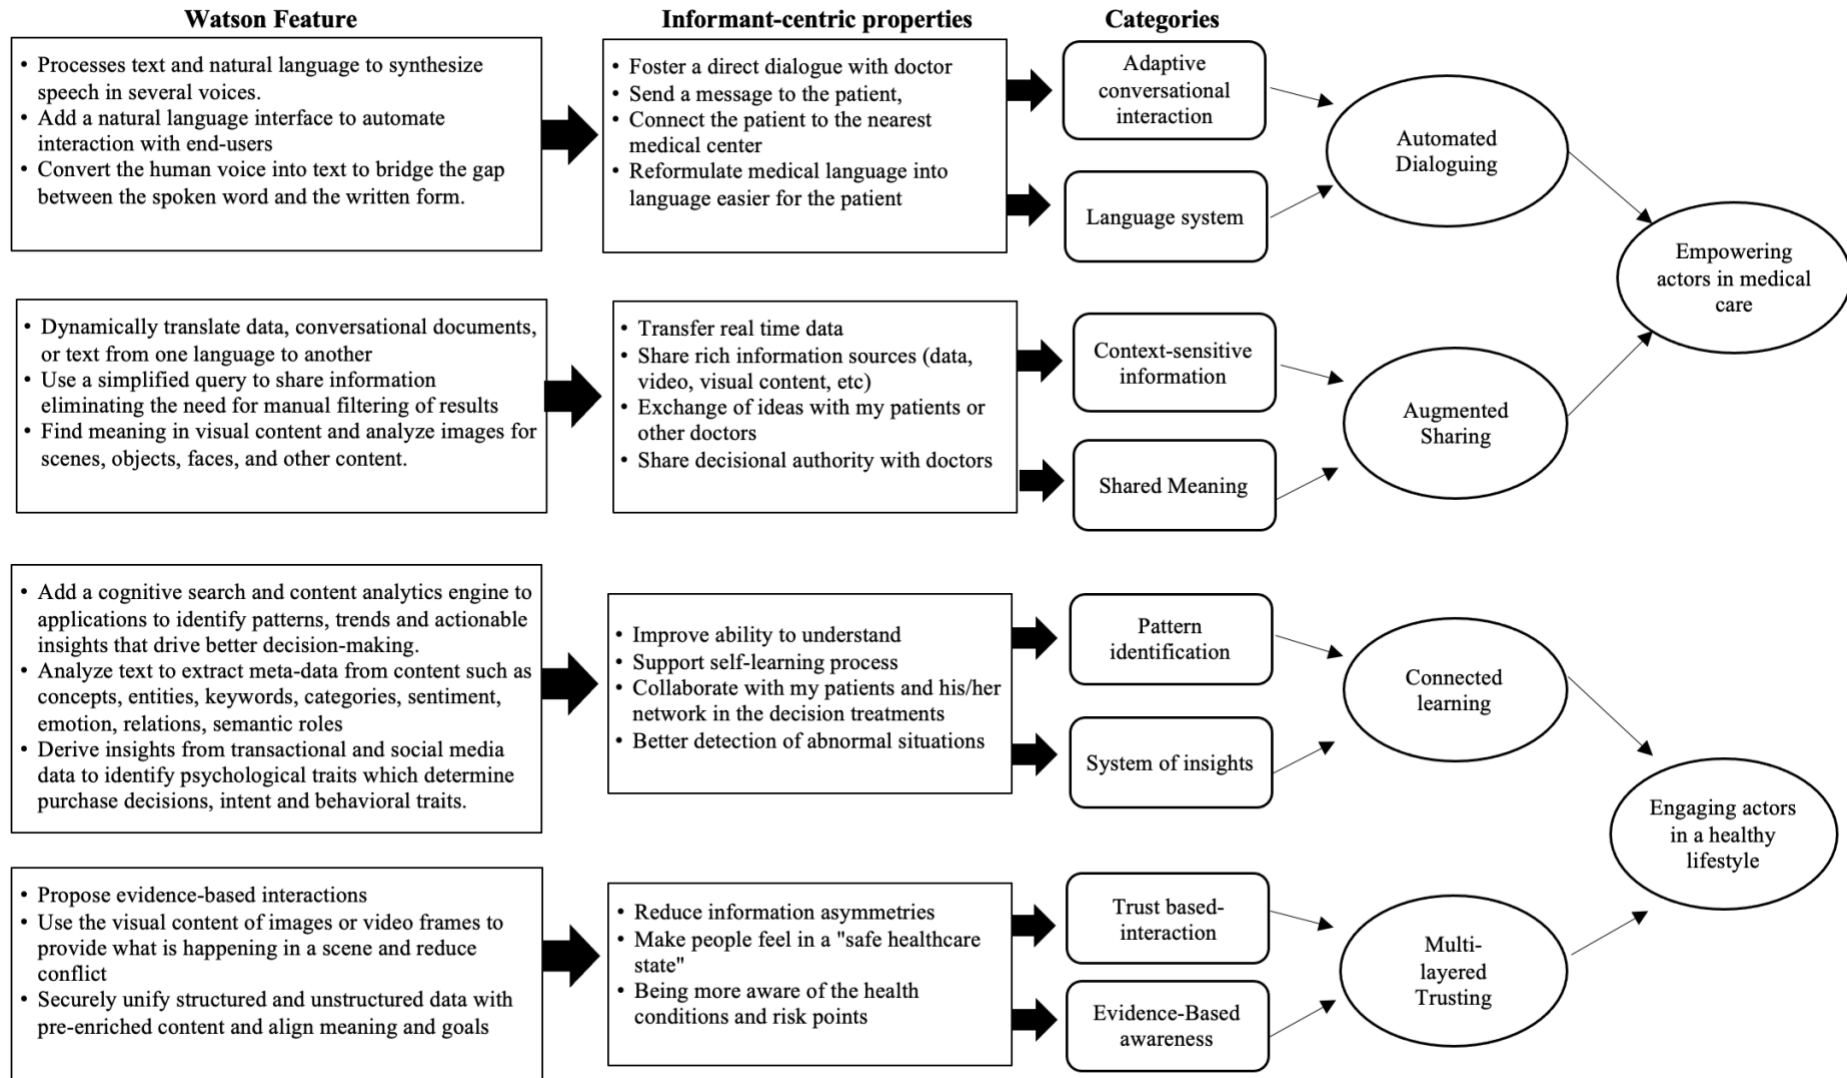 Watson Feature
Informant-centric properties
Categories
• Processes text and natural language to synthesize
speech in several voices.
• Add a natural language interface to automate
interaction with end-users
• Convert the human voice into text to bridge the gap
between the spoken word and the written form.
• Foster a direct dialogue with doctor
• Send a message to the patient,
• Connect the patient to the nearest
medical center
• Reformulate medical language into
language easier for the patient
Adaptive
conversational
interaction
Language system
Automated
Dialoguing
Empowering
actors in medical
care
• Dynamically translate data, conversational documents,
or text from one language to another
• Use a simplified query to share information
eliminating the need for manual filtering of results
• Find meaning in visual content and analyze images for
scenes, objects, faces, and other content.
• Transfer real time data
• Share rich information sources (data,
video, visual content, etc)
• Exchange of ideas with my patients or
other doctors
• Share decisional authority with doctors
Context-sensitive
information
Shared Meaning
Augmented
Sharing
• Add a cognitive search and content analytics engine to
applications to identify patterns, trends and actionable
insights that drive better decision-making.
• Analyze text to extract meta-data from content such as
concepts, entities, keywords, categories, sentiment,
emotion, relations, semantic roles
• Derive insights from transactional and social media
data to identify psychological traits which determine
purchase decisions, intent and behavioral traits.
• Improve ability to understand
• Support self-learning process
• Collaborate with my patients and his/her
network in the decision treatments
• Better detection of abnormal situations
Pattern
identification
System of insights
Connected
learning
Engaging actors
in a healthy
lifestyle
• Propose evidence-based interactions
• Use the visual content of images or video frames to
provide what is happening in a scene and reduce
conflict
• Securely unify structured and unstructured data with
pre-enriched content and align meaning and goals
• Reduce information asymmetries
• Make people feel in a "safe healthcare
state"
• Being more aware of the health
conditions and risk points
Trust based-
interaction
Evidence-Based
awareness
Multi-
layered
Trusting